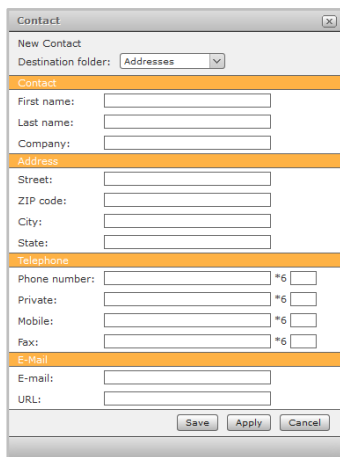 Contact
New Contact
Destination folder: Addresses
Contact
First name:
Last name:
Company:
Address
Street:
ZIP code:
City:
State:
Telephone
Phone number: *6
Private: *6
Mobile: *6
Fax: *6
E-Mail
E-mail:
URL:
Save Apply Cancel